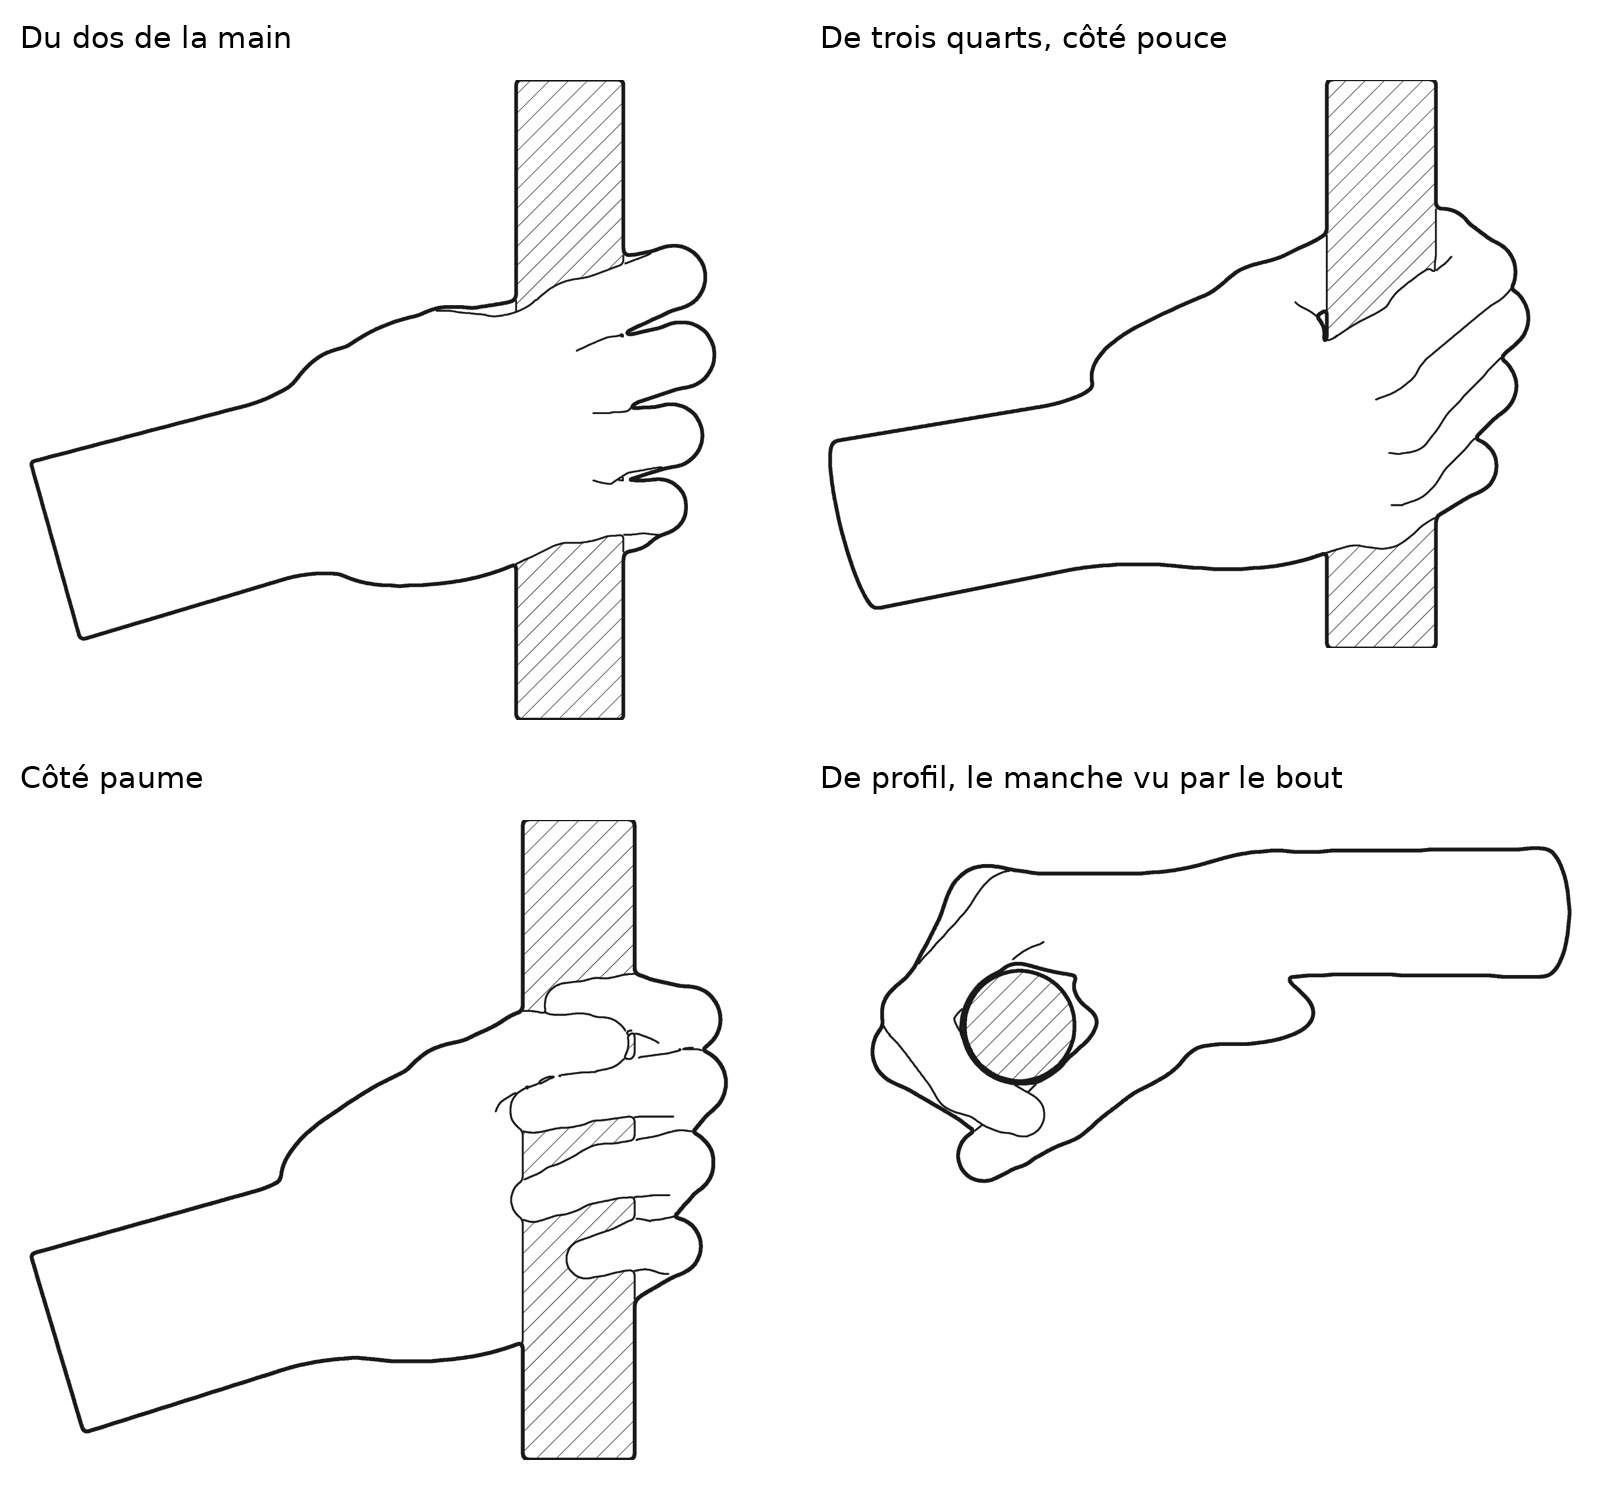 Du dos de la main
De trois quarts, côté pouce
Côté paume
De profil, le manche vu par le bout